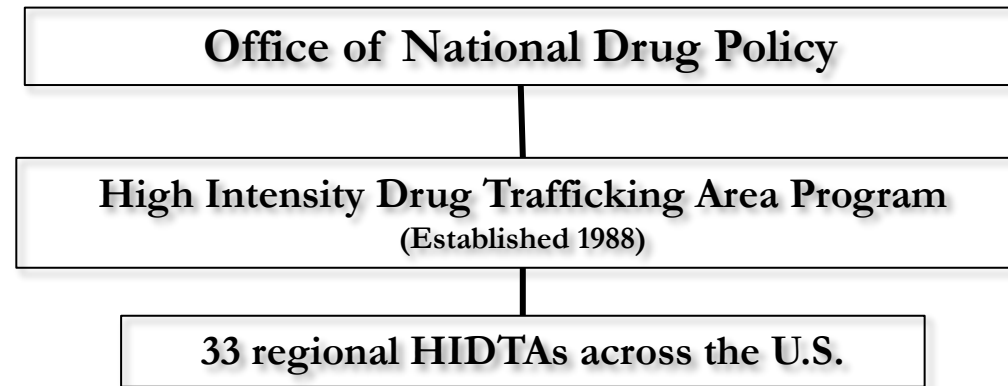 Office of National Drug Policy
High Intensity Drug Trafficking Area Program
(Established 1988)
33 regional HIDTAs across the U.S.